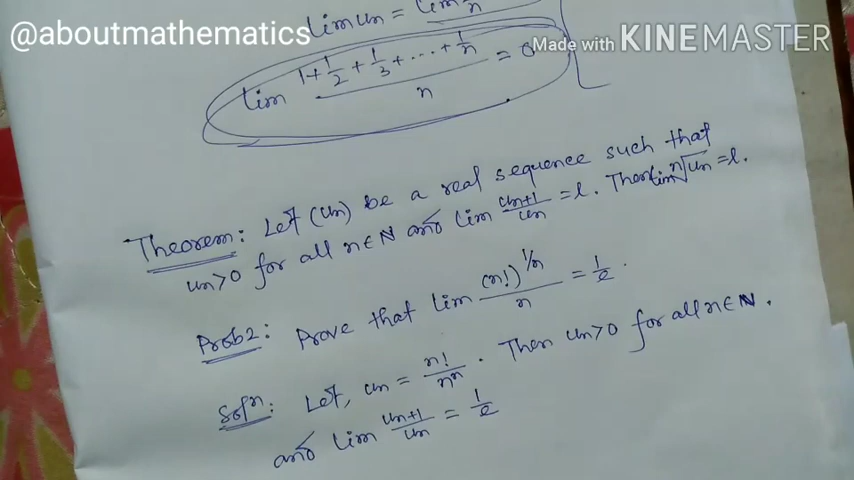 @aboutmathematics
Made with KINEMASTER
lim un = lim n
lim (1+1/2+1/3+...+1/n)/n = 0
Theorem: Let (un) be a real sequence such that
un>0 for all n∈N and lim un+1/un = l. Then lim ⁿ√un = l.
Prob2: Prove that lim (n!)^1/n / n = 1/e.
Solⁿ: Let, un = n!/nⁿ. Then un>0 for all n∈N.
and lim un+1/un = 1/e